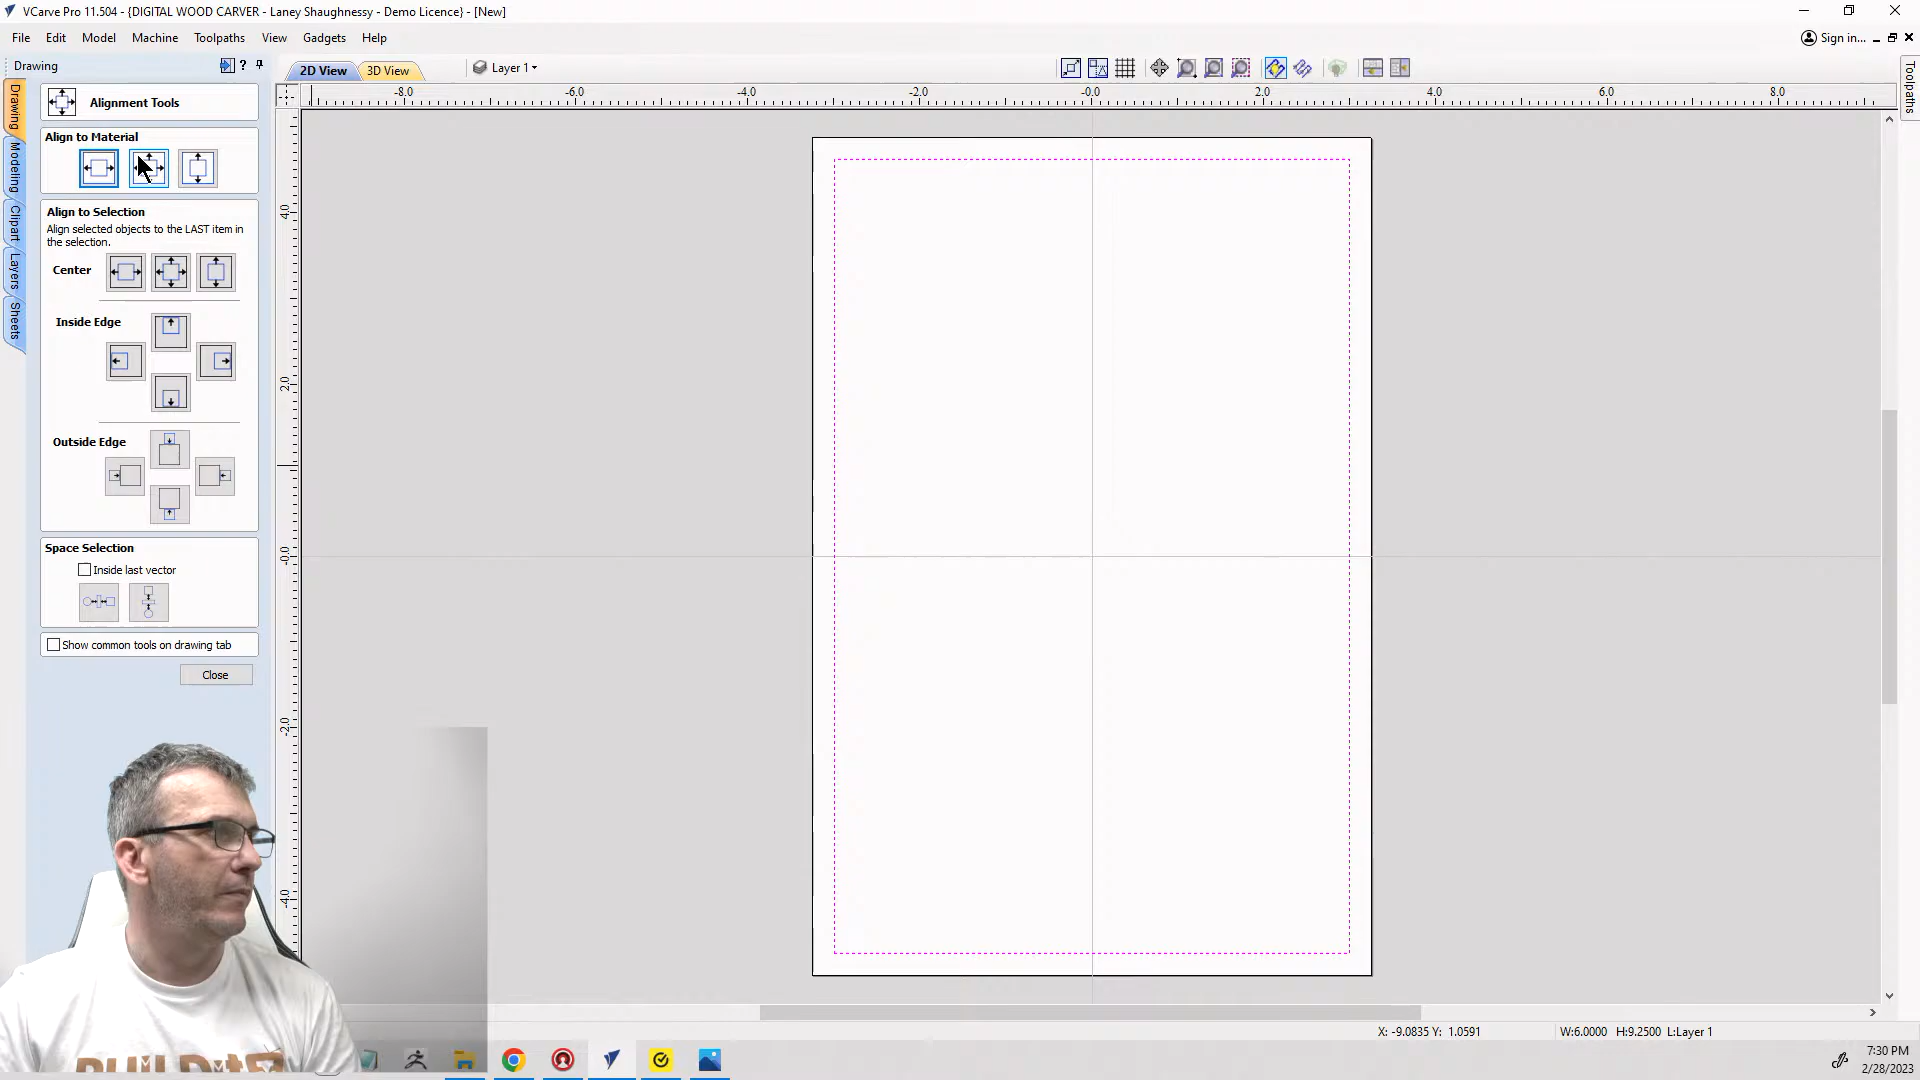 VCarve Pro 11.504 - {DIGITAL WOOD CARVER - Laney Shaughnessy - Demo Licence} - [New]
File Edit Model Machine Toolpaths View Gadgets Help
Sign in...
Drawing
2D View
3D View
Layer 1
Toolpaths
Drawing
Modeling
Clipart
Layers
Sheets
Alignment Tools
Align to Material
Align to Selection
Align selected objects to the LAST item in
the selection.
Center
Inside Edge
Outside Edge
Space Selection
Inside last vector
Show common tools on drawing tab
Close
-8.0 -6.0 -4.0 -2.0 -0.0 2.0 4.0 6.0 8.0
4.0
2.0
-0.0
-2.0
-4.0
X: -9.0835 Y: 1.0591
W:6.0000 H:9.2500 L:Layer 1
7:30 PM
2/28/2023